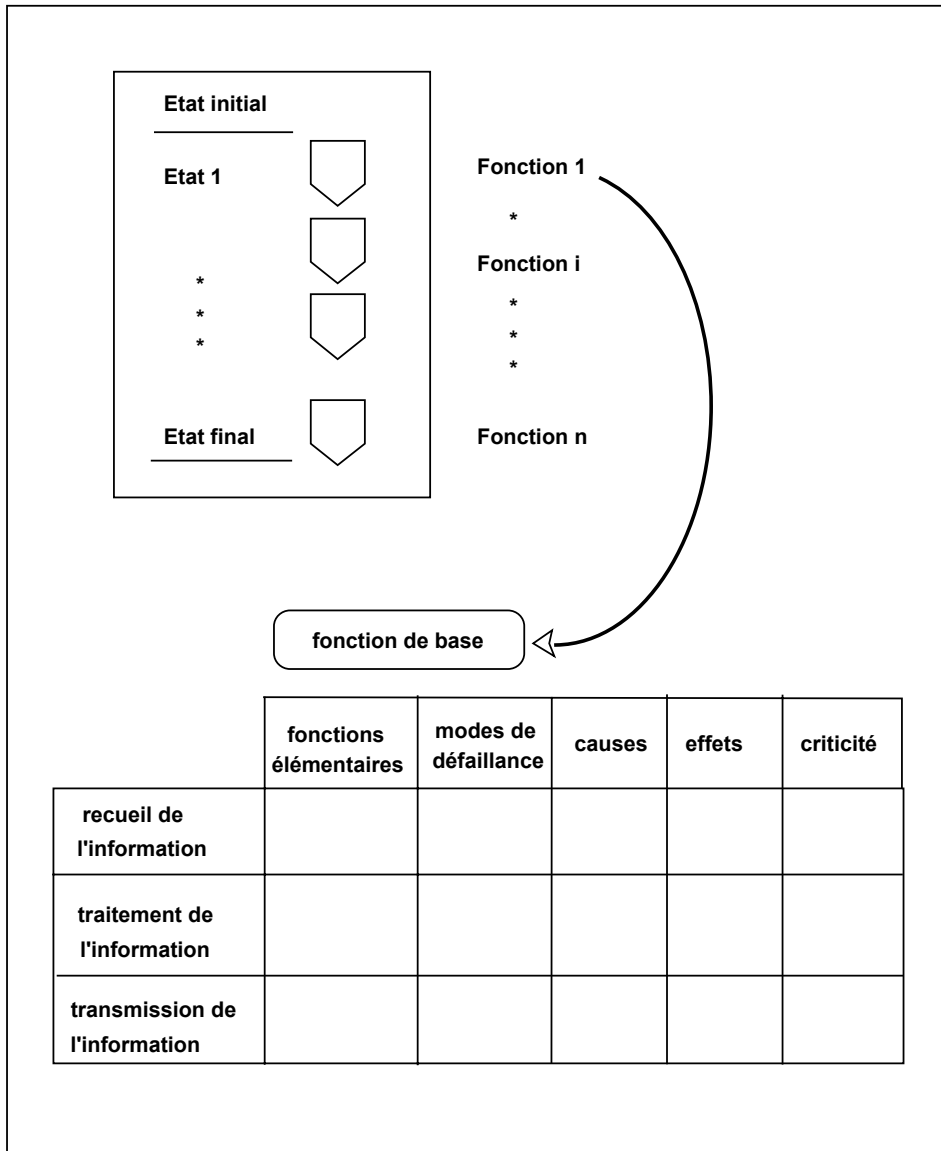 Etat initial
Etat 1
Fonction 1
*
Fonction i
*
*
*
*
*
*
Etat final
Fonction n
fonction de base
fonctions
élémentaires
modes de
défaillance
causes
effets
criticité
recueil de
l'information
traitement de
l'information
transmission de
l'information